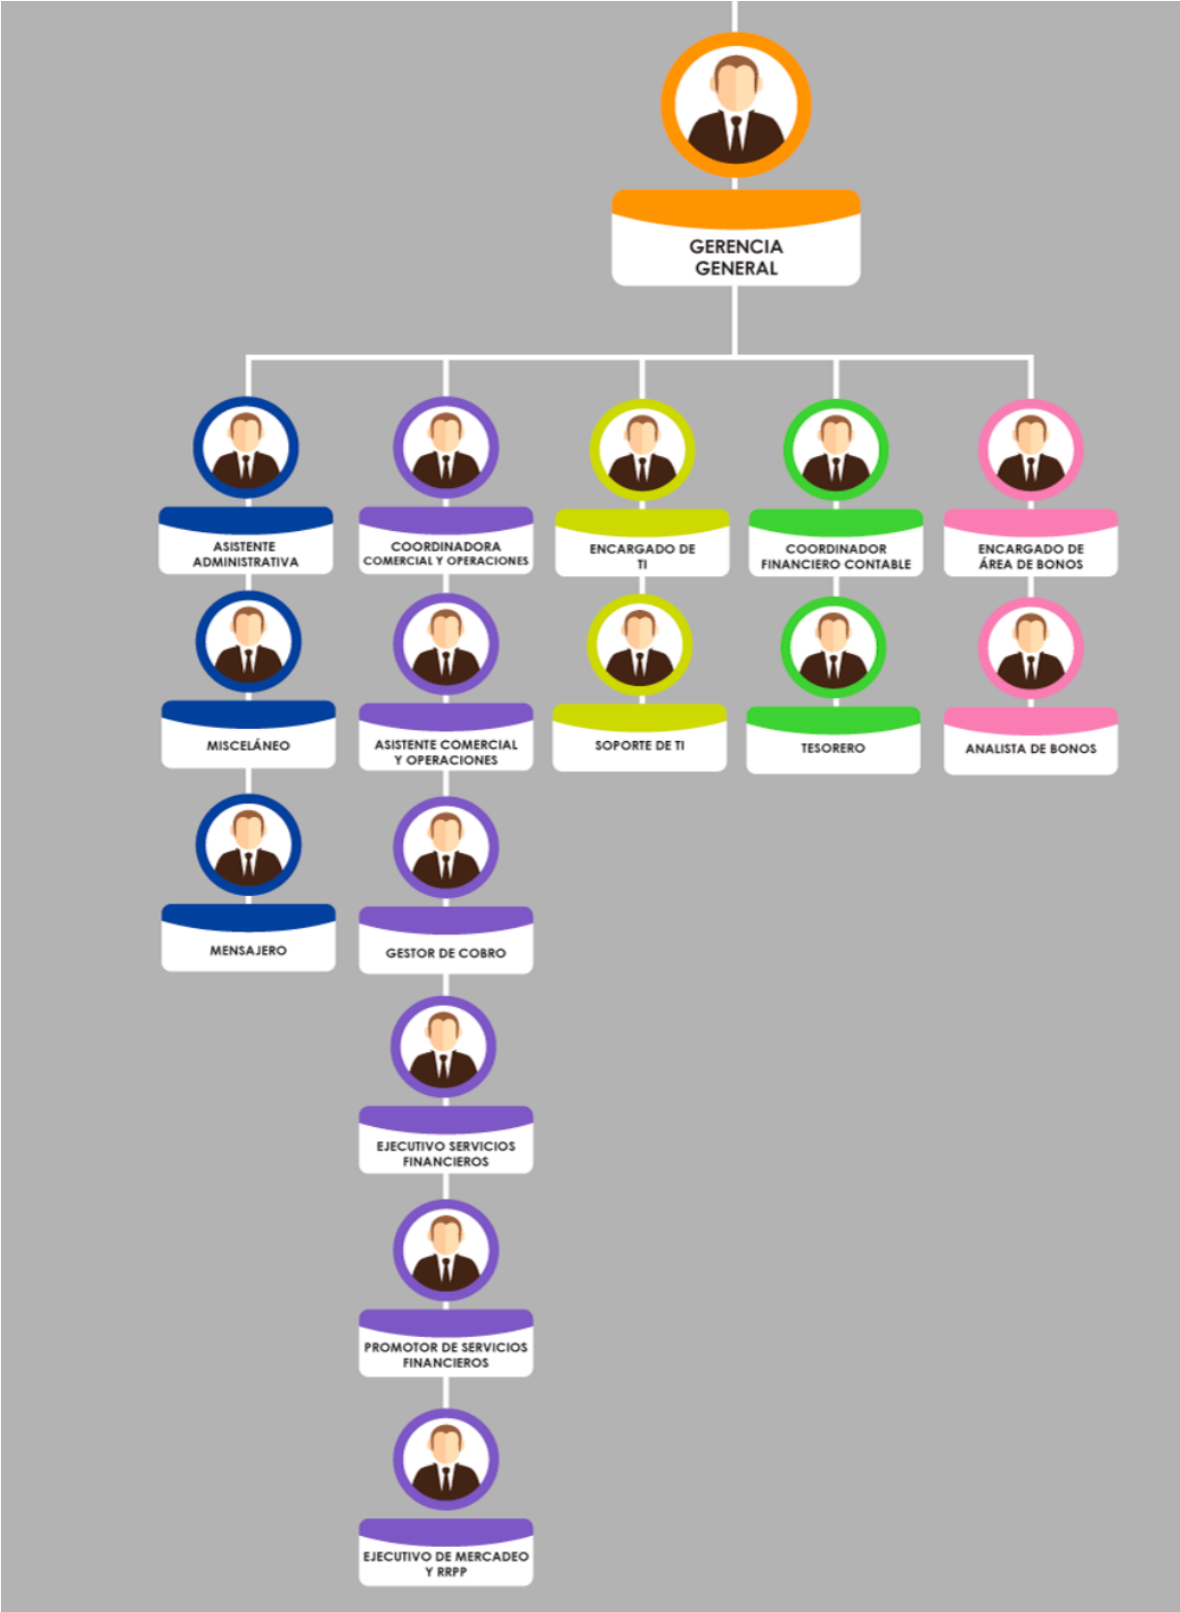 GERENCIA
GENERAL
ASISTENTE
ADMINISTRATIVA
COORDINADORA
COMERCIAL Y OPERACIONES
ENCARGADO DE
TI
COORDINADOR
FINANCIERO CONTABLE
ENCARGADO DE
ÁREA DE BONOS
MISCELÁNEO
ASISTENTE COMERCIAL
Y OPERACIONES
SOPORTE DE TI
TESORERO
ANALISTA DE BONOS
MENSAJERO
GESTOR DE COBRO
EJECUTIVO SERVICIOS
FINANCIEROS
PROMOTOR DE SERVICIOS
FINANCIEROS
EJECUTIVO DE MERCADEO
Y RRPP